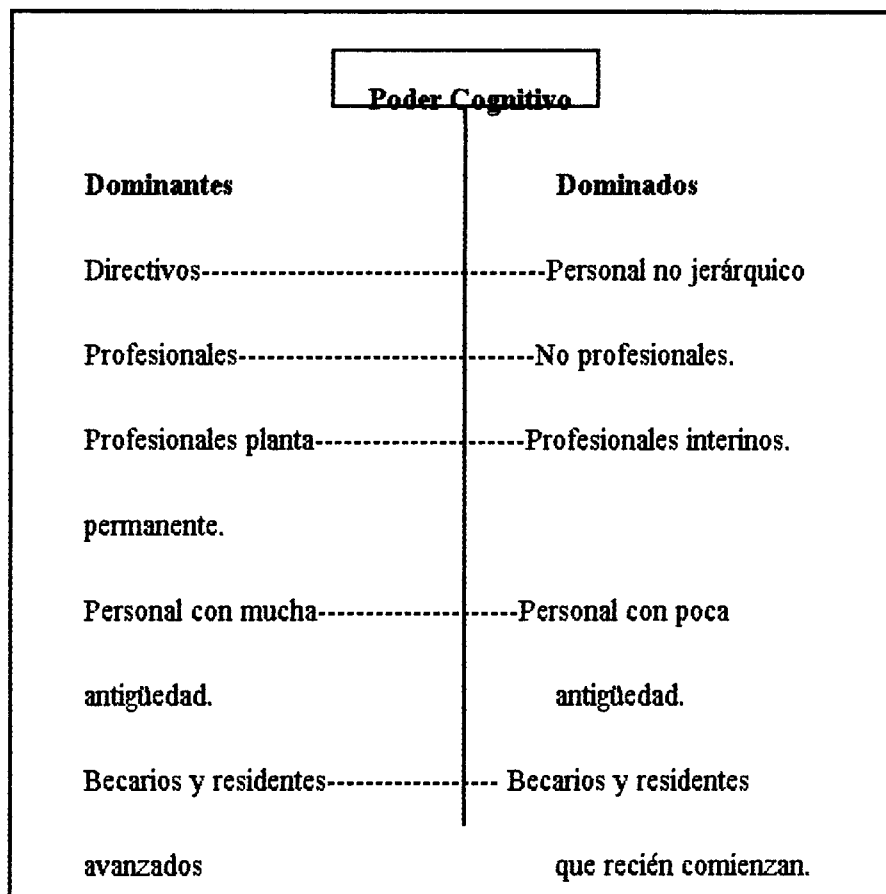 Poder Cognitivo
Dominantes Dominados
Directivos-----------------------------------Personal no jerárquico
Profesionales------------------------------No profesionales.
Profesionales planta---------------------Profesionales interinos.
permanente.
Personal con mucha--------------------Personal con poca
antigüedad. antigüedad.
Becarios y residentes----------------- Becarios y residentes
avanzados que recién comienzan.